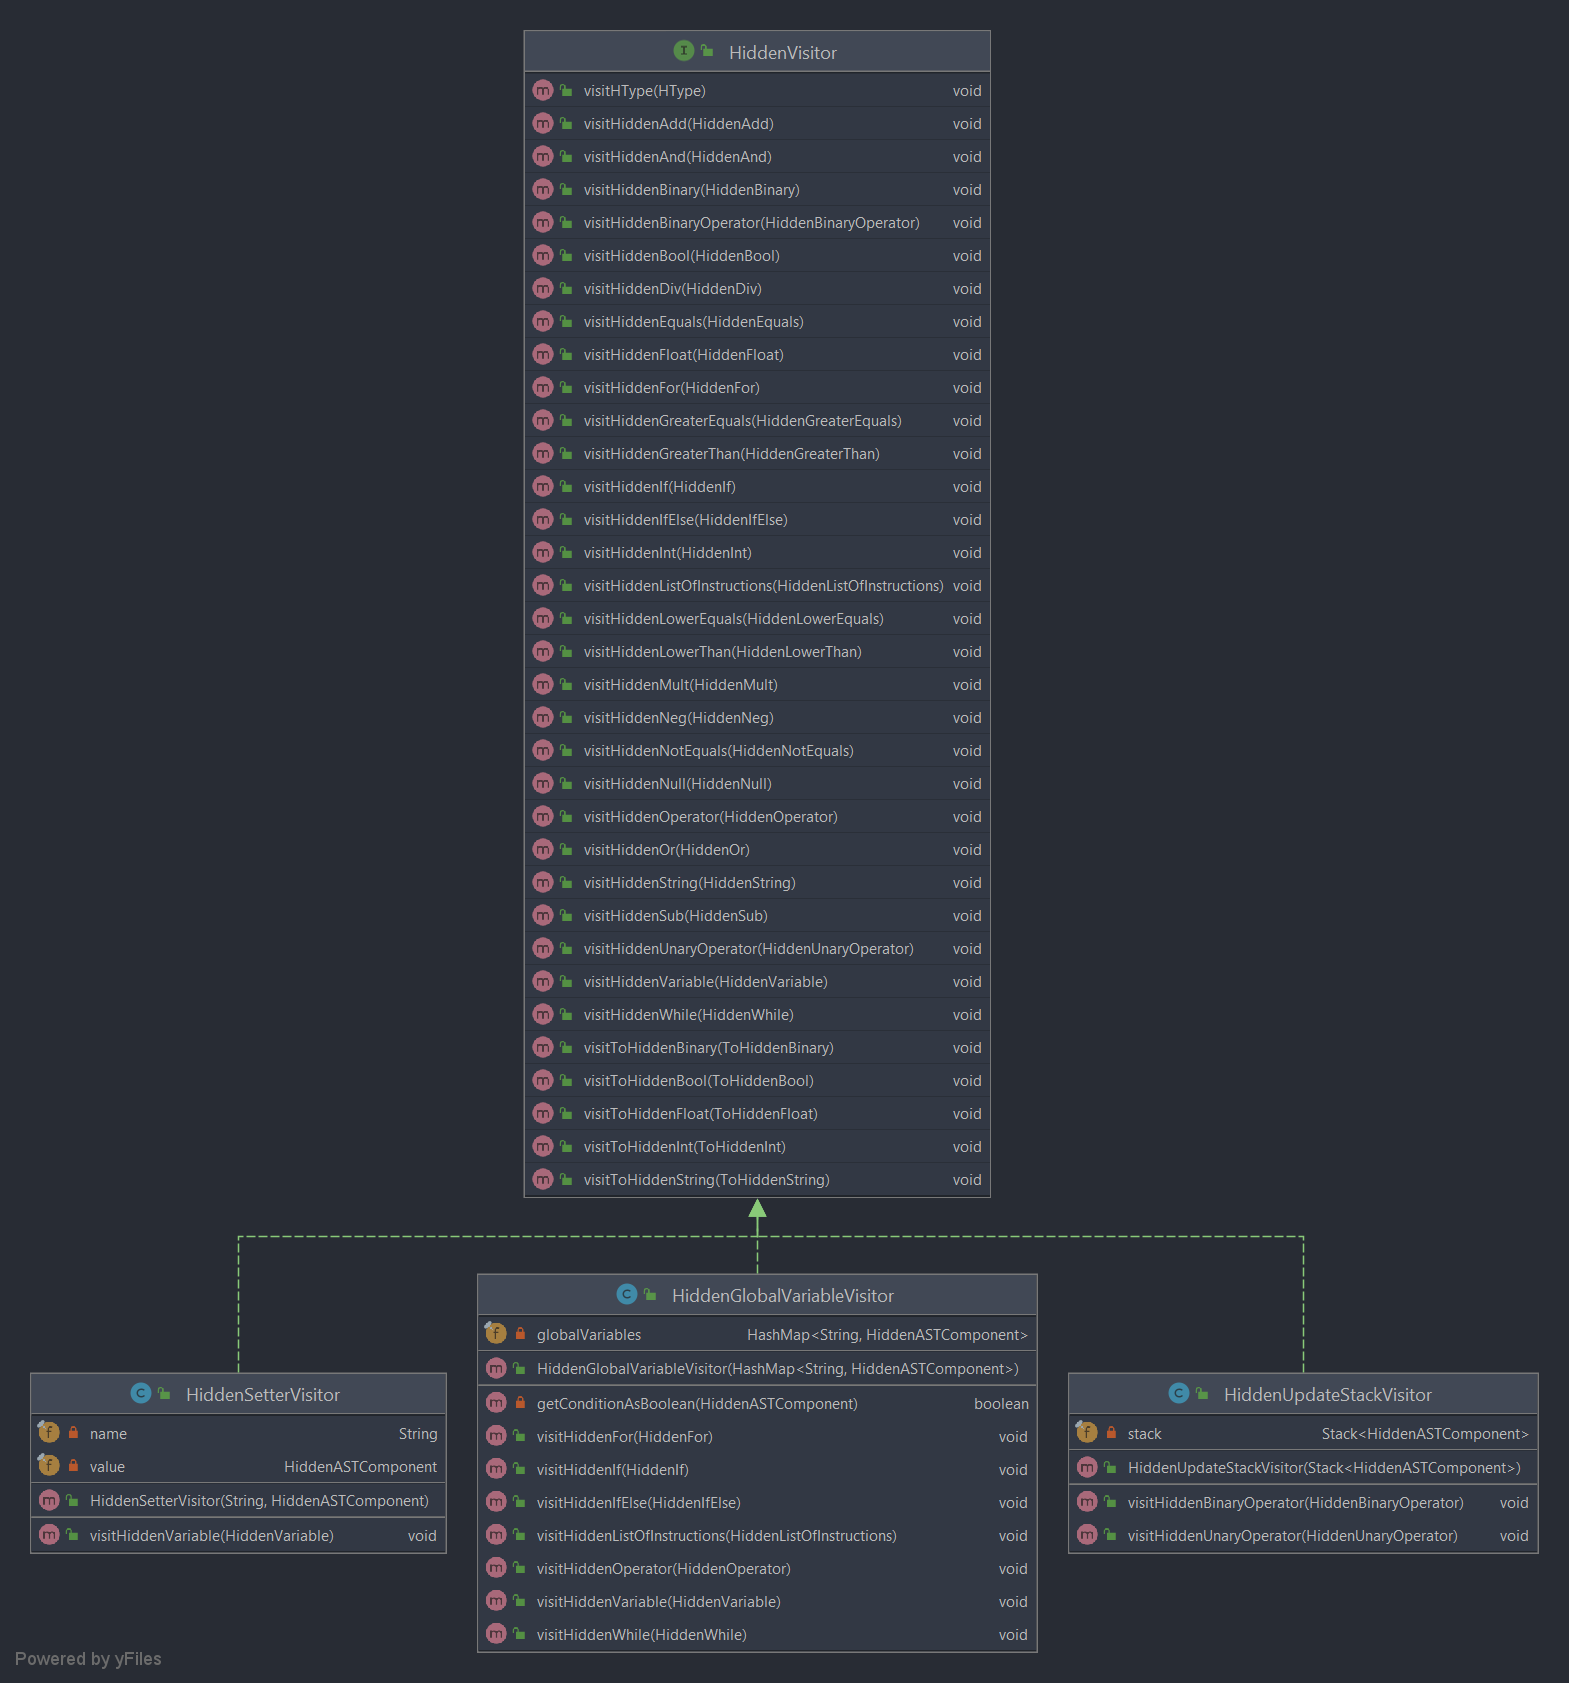 HiddenVisitor
visitHType(HType) void
visitHiddenAdd(HiddenAdd) void
visitHiddenAnd(HiddenAnd) void
visitHiddenBinary(HiddenBinary) void
visitHiddenBinaryOperator(HiddenBinaryOperator) void
visitHiddenBool(HiddenBool) void
visitHiddenDiv(HiddenDiv) void
visitHiddenEquals(HiddenEquals) void
visitHiddenFloat(HiddenFloat) void
visitHiddenFor(HiddenFor) void
visitHiddenGreaterEquals(HiddenGreaterEquals) void
visitHiddenGreaterThan(HiddenGreaterThan) void
visitHiddenIf(HiddenIf) void
visitHiddenIfElse(HiddenIfElse) void
visitHiddenInt(HiddenInt) void
visitHiddenListOfInstructions(HiddenListOfInstructions) void
visitHiddenLowerEquals(HiddenLowerEquals) void
visitHiddenLowerThan(HiddenLowerThan) void
visitHiddenMult(HiddenMult) void
visitHiddenNeg(HiddenNeg) void
visitHiddenNotEquals(HiddenNotEquals) void
visitHiddenNull(HiddenNull) void
visitHiddenOperator(HiddenOperator) void
visitHiddenOr(HiddenOr) void
visitHiddenString(HiddenString) void
visitHiddenSub(HiddenSub) void
visitHiddenUnaryOperator(HiddenUnaryOperator) void
visitHiddenVariable(HiddenVariable) void
visitHiddenWhile(HiddenWhile) void
visitToHiddenBinary(ToHiddenBinary) void
visitToHiddenBool(ToHiddenBool) void
visitToHiddenFloat(ToHiddenFloat) void
visitToHiddenInt(ToHiddenInt) void
visitToHiddenString(ToHiddenString) void
HiddenSetterVisitor
name String
value HiddenASTComponent
HiddenSetterVisitor(String, HiddenASTComponent)
visitHiddenVariable(HiddenVariable) void
HiddenGlobalVariableVisitor
globalVariables HashMap<String, HiddenASTComponent>
HiddenGlobalVariableVisitor(HashMap<String, HiddenASTComponent>)
getConditionAsBoolean(HiddenASTComponent) boolean
visitHiddenFor(HiddenFor) void
visitHiddenIf(HiddenIf) void
visitHiddenIfElse(HiddenIfElse) void
visitHiddenListOfInstructions(HiddenListOfInstructions) void
visitHiddenOperator(HiddenOperator) void
visitHiddenVariable(HiddenVariable) void
visitHiddenWhile(HiddenWhile) void
HiddenUpdateStackVisitor
stack Stack<HiddenASTComponent>
HiddenUpdateStackVisitor(Stack<HiddenASTComponent>)
visitHiddenBinaryOperator(HiddenBinaryOperator) void
visitHiddenUnaryOperator(HiddenUnaryOperator) void
Powered by yFiles